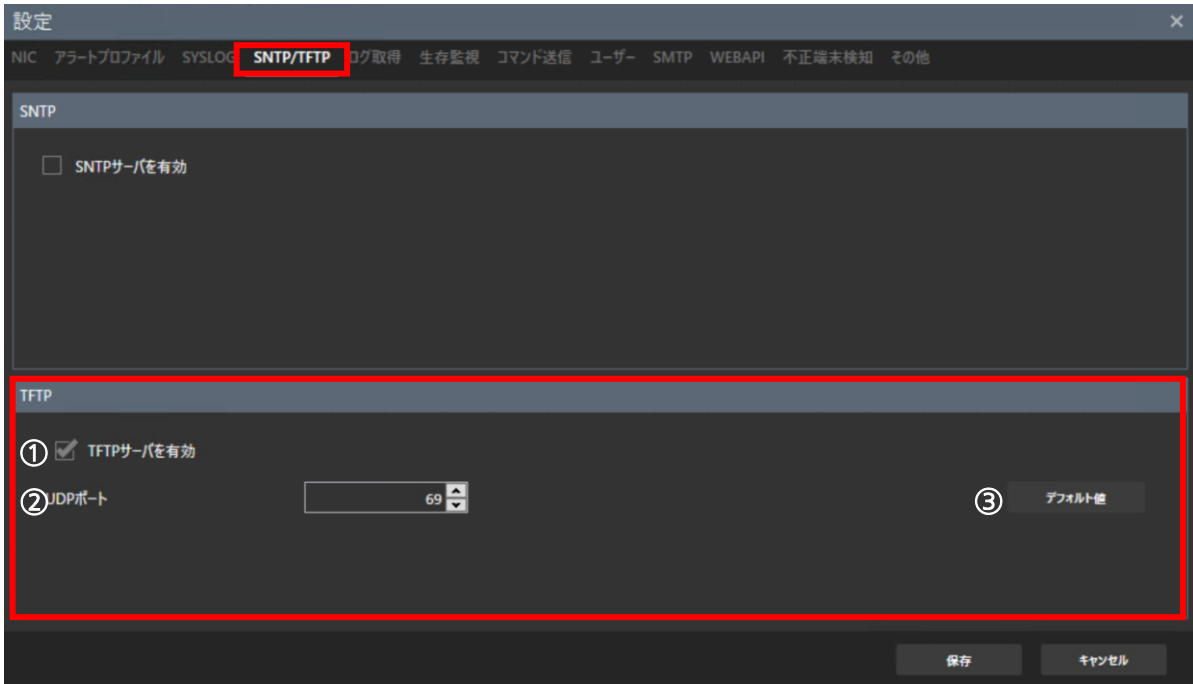 設定 ×
NIC アラートプロファイル SYSLOG SNTP/TFTP ログ取得 生存監視 コマンド送信 ユーザー SMTP WEBAPI 不正端末検知 その他
SNTP
SNTPサーバを有効
TFTP
① TFTPサーバを有効
② UDPポート 69 ③ デフォルト値
保存 キャンセル